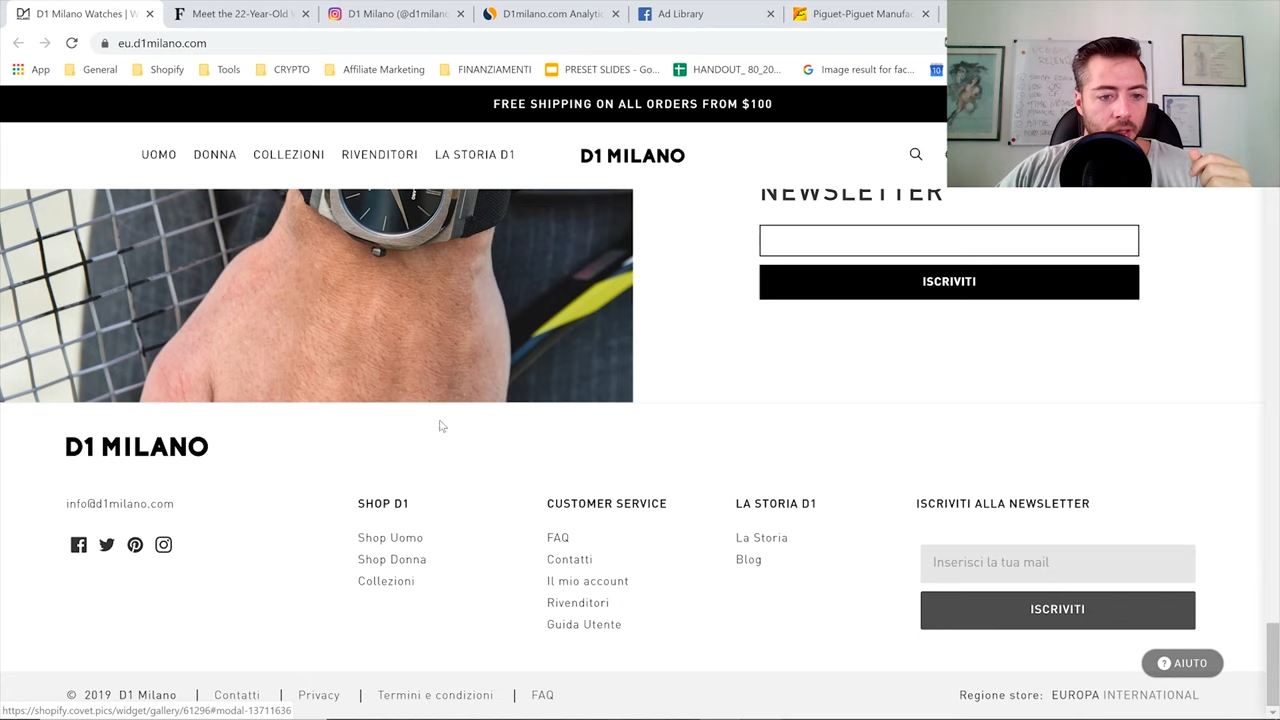 D1 Milano Watches | W
Meet the 22-Year-Old
D1 Milano (@d1milano
D1milano.com Analytic
Ad Library
Piguet-Piguet Manufac
eu.d1milano.com
App
General
Shopify
Tools
CRYPTO
Affiliate Marketing
FINANZIAMENTI
PRESET SLIDES - Go...
HANDOUT_ 80_20...
Image result for fac...
FREE SHIPPING ON ALL ORDERS FROM $100
UOMO DONNA COLLEZIONI RIVENDITORI LA STORIA D1
D1 MILANO
NEWSLETTER
ISCRIVITI
D1 MILANO
info@d1milano.com
SHOP D1
Shop Uomo
Shop Donna
Collezioni
CUSTOMER SERVICE
FAQ
Contatti
Il mio account
Rivenditori
Guida Utente
LA STORIA D1
La Storia
Blog
ISCRIVITI ALLA NEWSLETTER
Inserisci la tua mail
ISCRIVITI
? AIUTO
© 2019 D1 Milano | Contatti | Privacy | Termini e condizioni | FAQ
Regione store: EUROPA INTERNATIONAL
https://shopify.covet.pics/widget/gallery/61296#modal-13711636